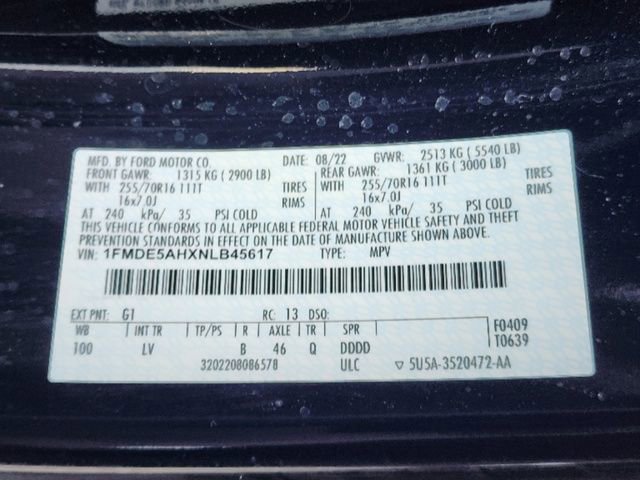 MFD. BY FORD MOTOR CO. DATE: 08/22 GVWR: 2513 KG ( 5540 LB)
FRONT GAWR: 1315 KG ( 2900 LB) REAR GAWR: 1361 KG ( 3000 LB)
WITH 255/70R16 111T TIRES WITH 255/70R16 111T TIRES
16x7.0J RIMS 16x7.0J RIMS
AT 240 kPa/ 35 PSI COLD AT 240 kPa/ 35 PSI COLD
THIS VEHICLE CONFORMS TO ALL APPLICABLE FEDERAL MOTOR VEHICLE SAFETY AND THEFT
PREVENTION STANDARDS IN EFFECT ON THE DATE OF MANUFACTURE SHOWN ABOVE.
VIN: 1FMDE5AHXNLB45617 TYPE: MPV
EXT PNT: G1 RC: 13 DSO: F0409
WB INT TR TP/PS R AXLE TR SPR T0639
100 LV B 46 Q DDDD
3202208086578 ULC 5U5A-3520472-AA